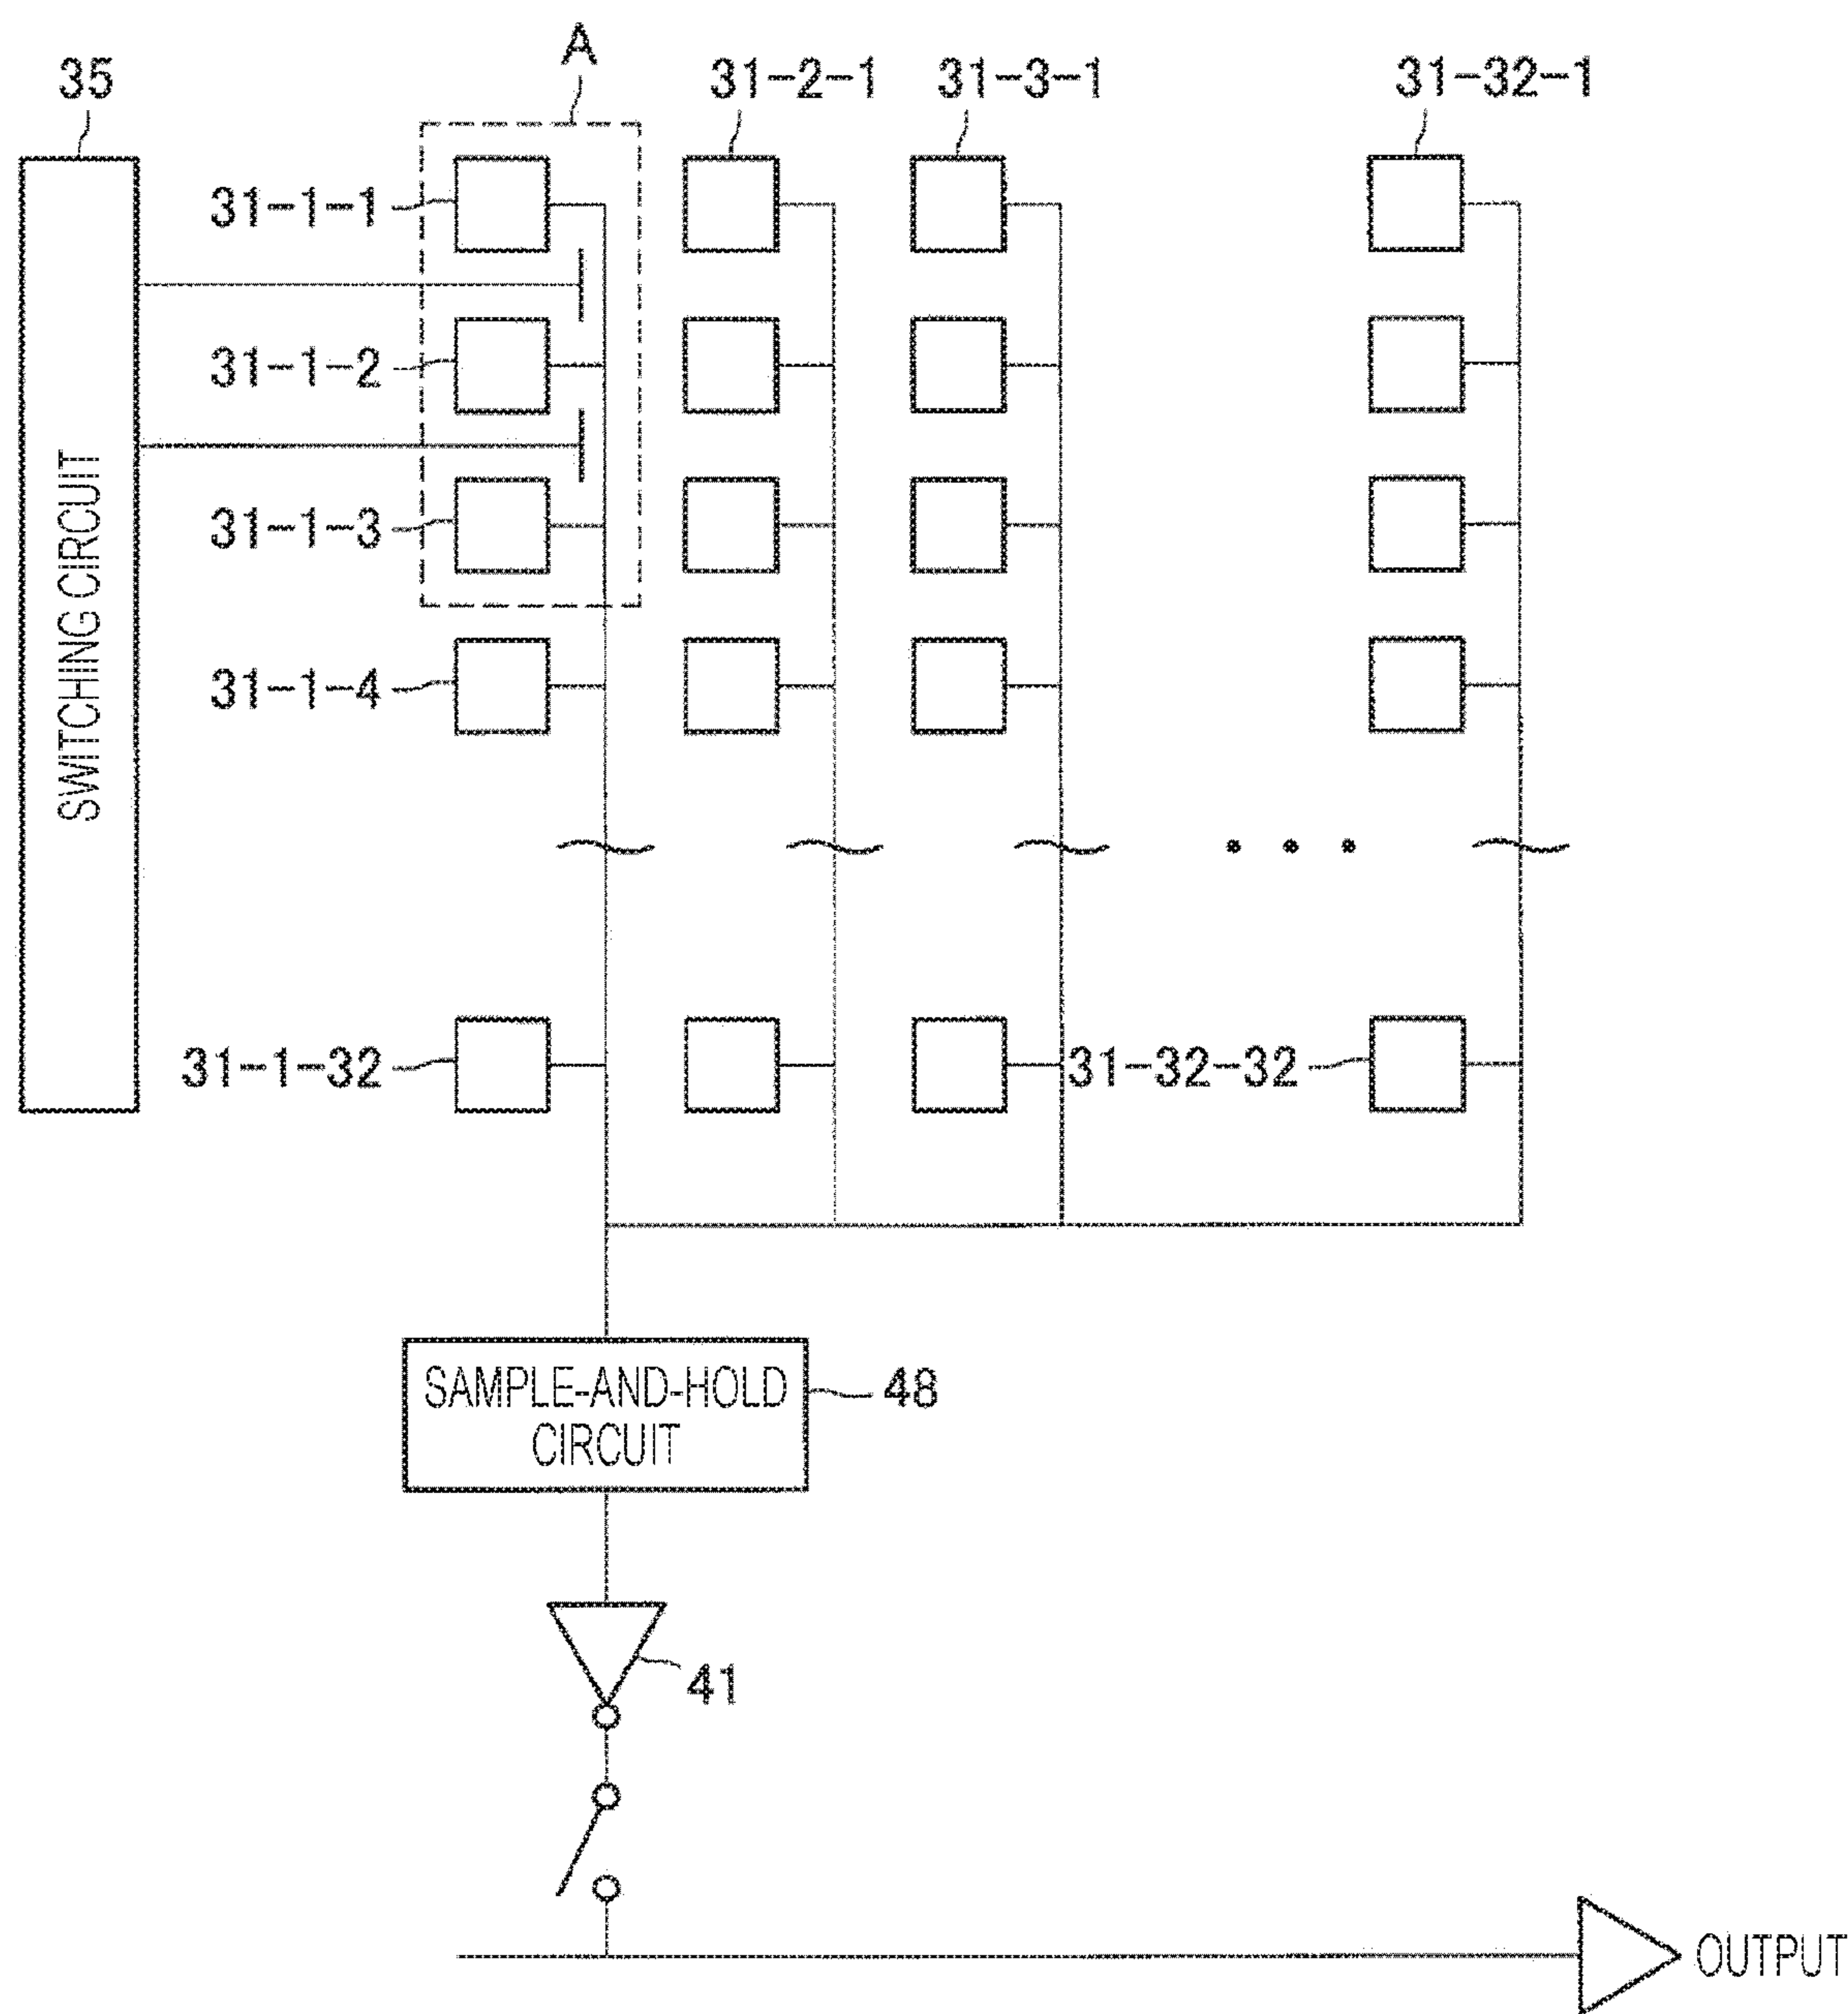 A
35
31-2-1
31-3-1
31-32-1
31-1-1
31-1-2
31-1-3
31-1-4
SWITCHING CIRCUIT
31-1-32
31-32-32
SAMPLE-AND-HOLD
CIRCUIT
48
41
OUTPUT